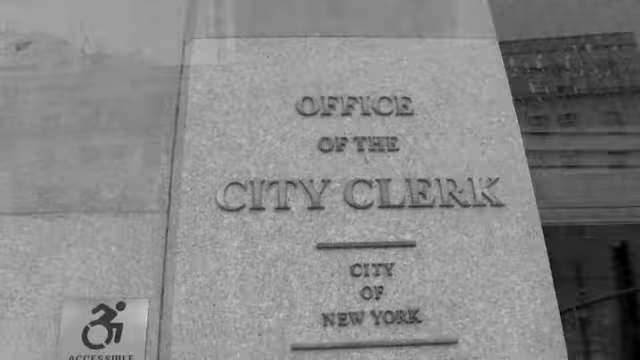 OFFICE
OF THE
CITY CLERK
CITY
OF
NEW YORK
ACCESSIBLE